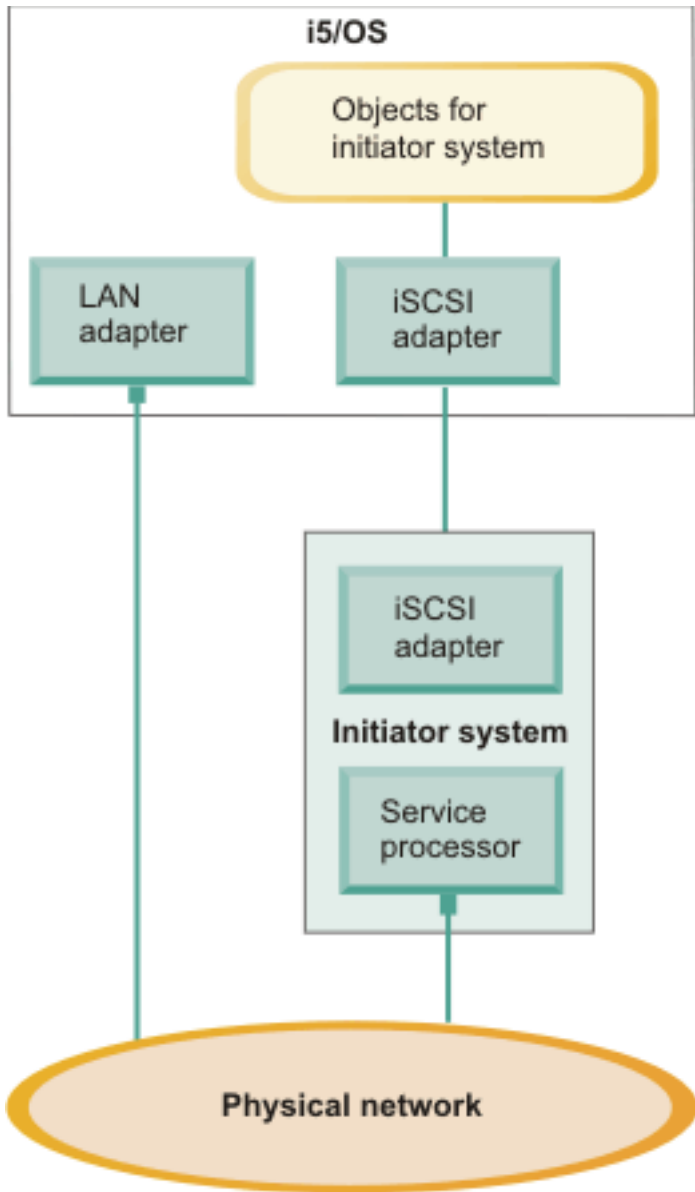 i5/OS
Objects for
initiator system
LAN
adapter
iSCSI
adapter
iSCSI
adapter
Initiator system
Service
processor
Physical network